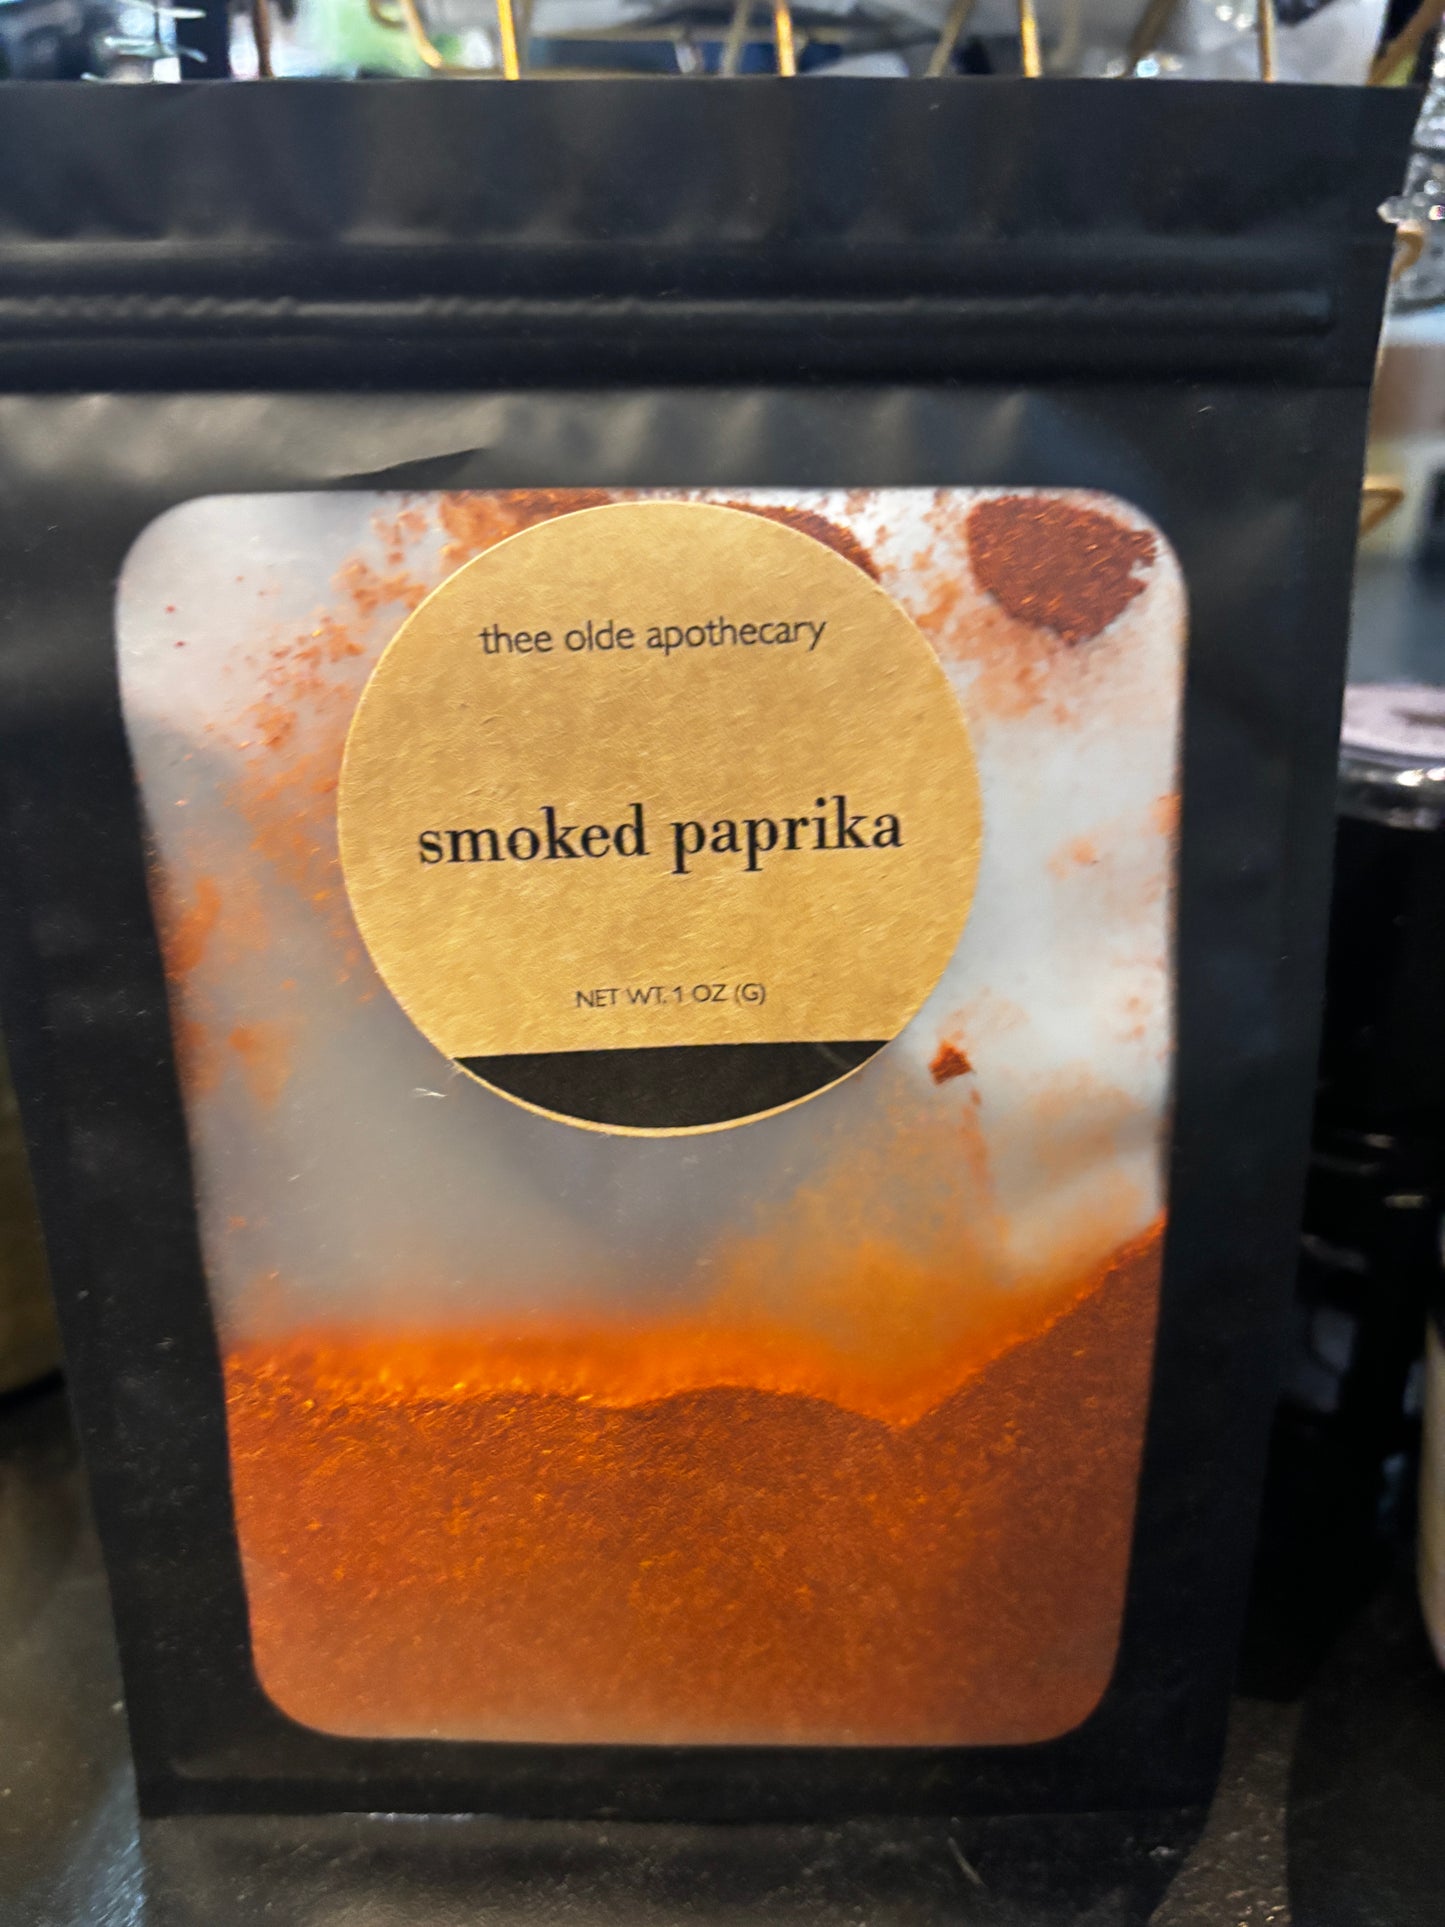 thee olde apothecary
smoked paprika
NET WT. 1 OZ (G)